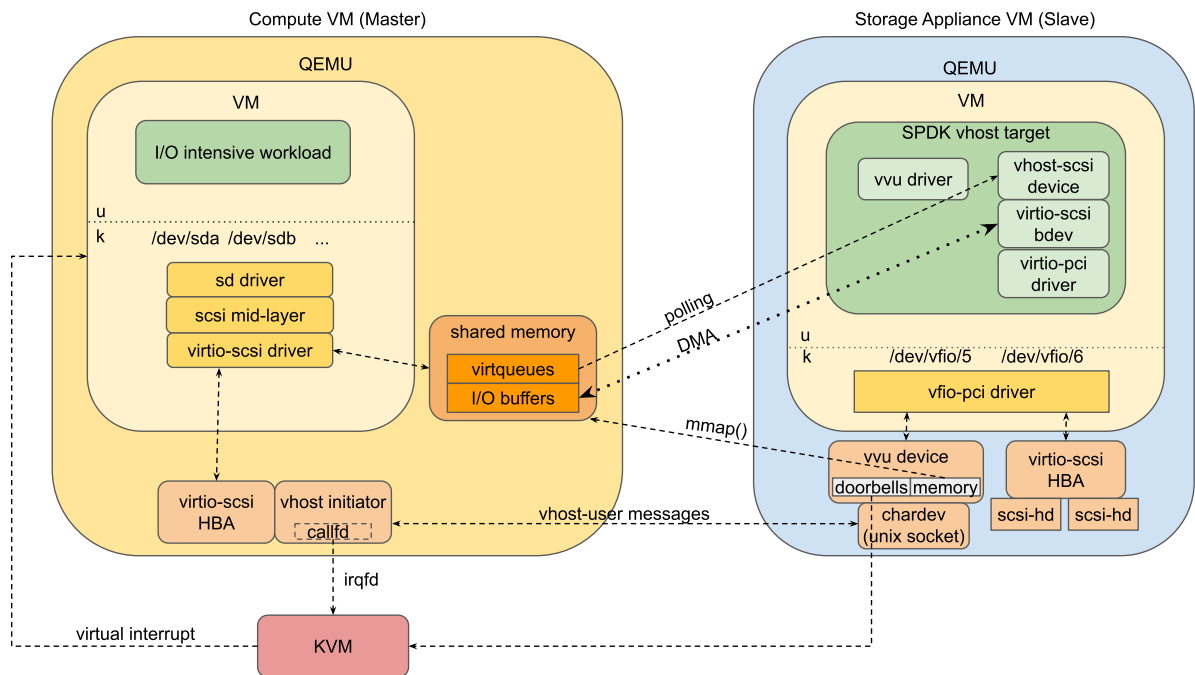 Compute VM (Master)
Storage Appliance VM (Slave)
QEMU
VM
I/O intensive workload
u
k
/dev/sda /dev/sdb ...
sd driver
scsi mid-layer
virtio-scsi driver
shared memory
virtqueues
I/O buffers
virtio-scsi
HBA
vhost initiator
callfd
irqfd
KVM
virtual interrupt
polling
DMA
mmap()
vhost-user messages
QEMU
VM
SPDK vhost target
vvu driver
vhost-scsi
device
virtio-scsi
bdev
virtio-pci
driver
u
k
/dev/vfio/5
/dev/vfio/6
vfio-pci driver
vvu device
doorbells
memory
chardev
(unix socket)
virtio-scsi
HBA
scsi-hd
scsi-hd